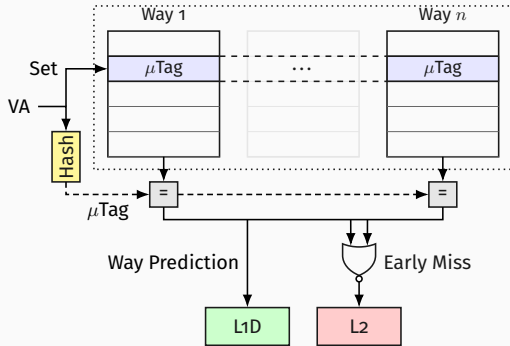 Way 1
Way n
Set
μTag
...
μTag
VA
Hash
=
=
μTag
Way Prediction
Early Miss
L1D
L2